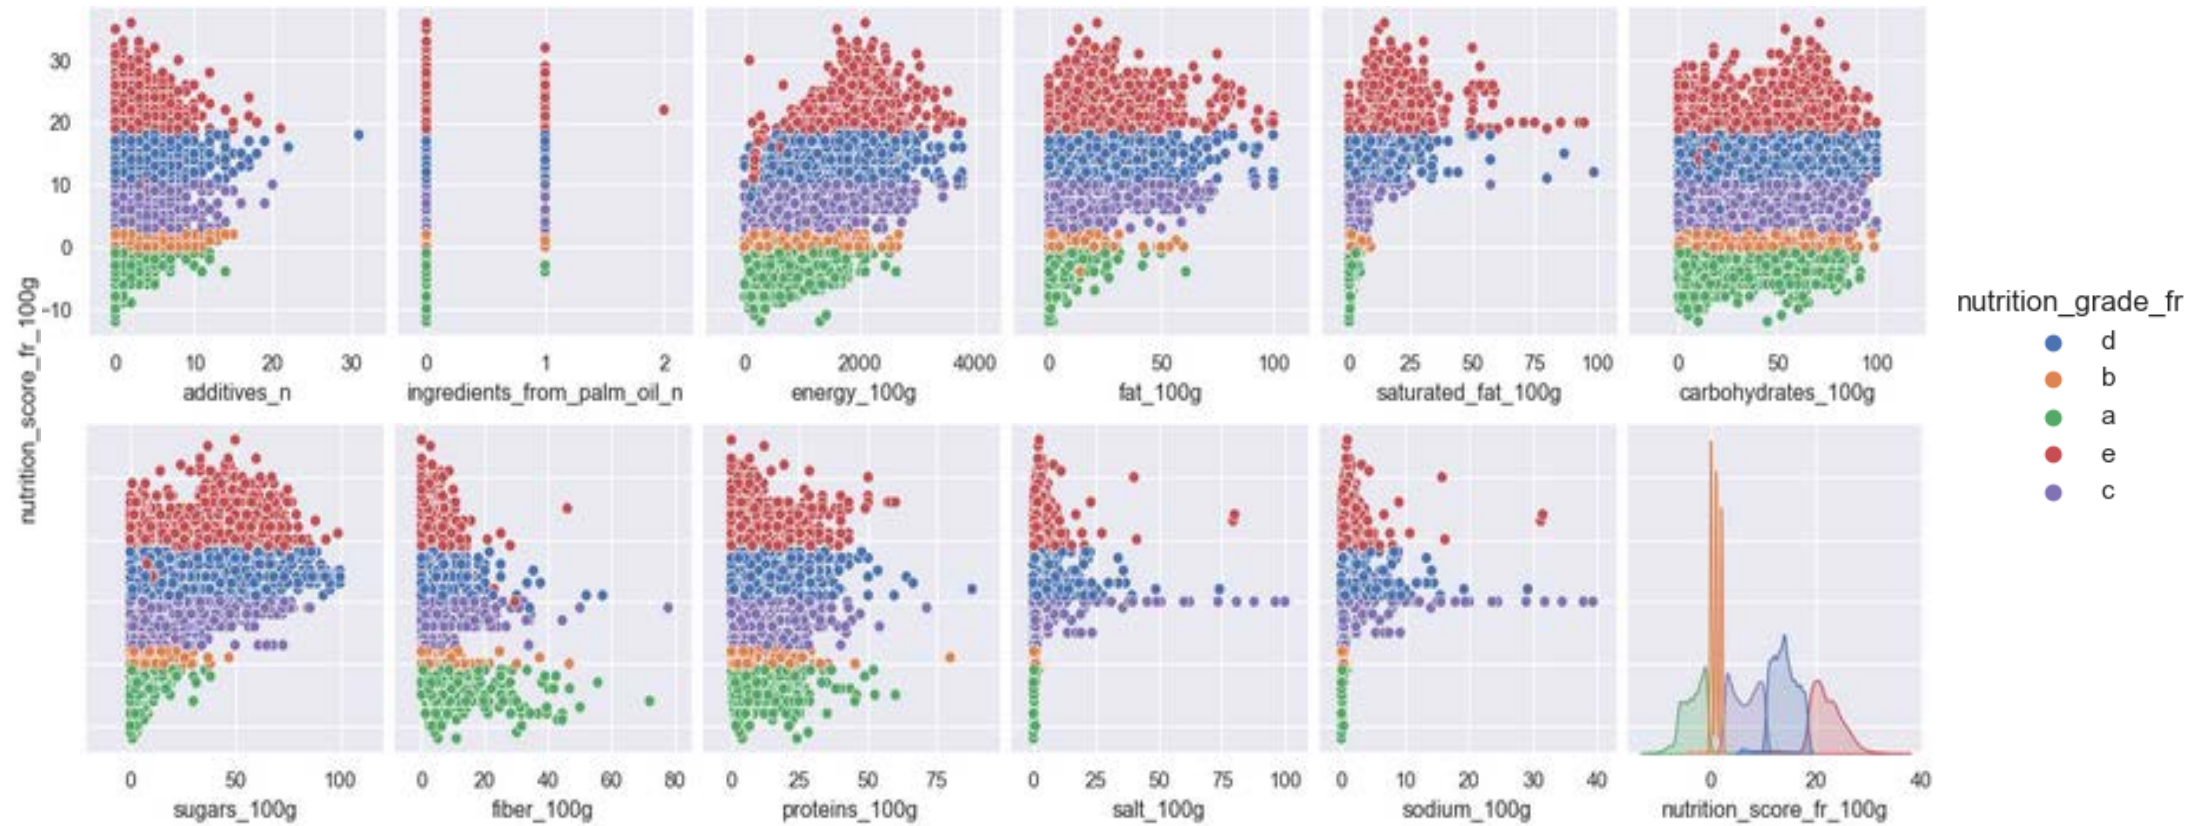 nutrition_score_fr_100g
30
20
10
0
-10
0 10 20 30
additives_n
0 1 2
ingredients_from_palm_oil_n
0 2000 4000
energy_100g
0 50 100
fat_100g
0 25 50 75 100
saturated_fat_100g
0 50 100
carbohydrates_100g
0 50 100
sugars_100g
0 20 40 60 80
fiber_100g
0 25 50 75
proteins_100g
0 25 50 75 100
salt_100g
0 10 20 30 40
sodium_100g
0 20 40
nutrition_score_fr_100g
nutrition_grade_fr
d
b
a
e
c